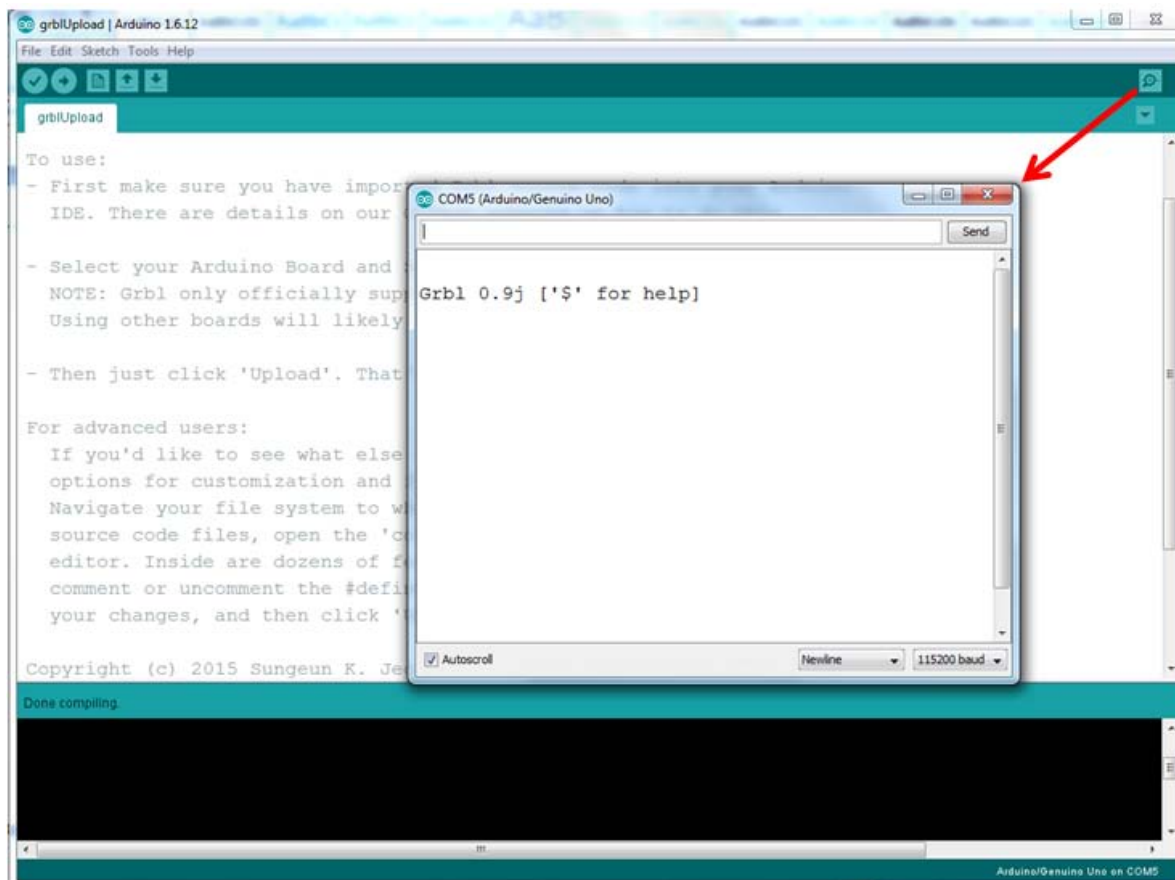 grblUpload | Arduino 1.6.12
File Edit Sketch Tools Help
grblUpload
To use:
- First make sure you have
IDE. There are details on our
- Select your Arduino Board and
NOTE: Grbl only officially
Using other boards will likely
- Then just click 'Upload'. That
For advanced users:
If you'd like to see what else
options for customization and
Navigate your file system to
source code files, open the
editor. Inside are dozens of
comment or uncomment the
your changes, and then click
Copyright (c) 2015 Sungeun K.
COM5 (Arduino/Genuino Uno)
Send
Grbl 0.9j ['$' for help]
Autoscroll
Newline
115200 baud
Done compiling.
Arduino/Genuino Uno on COM5